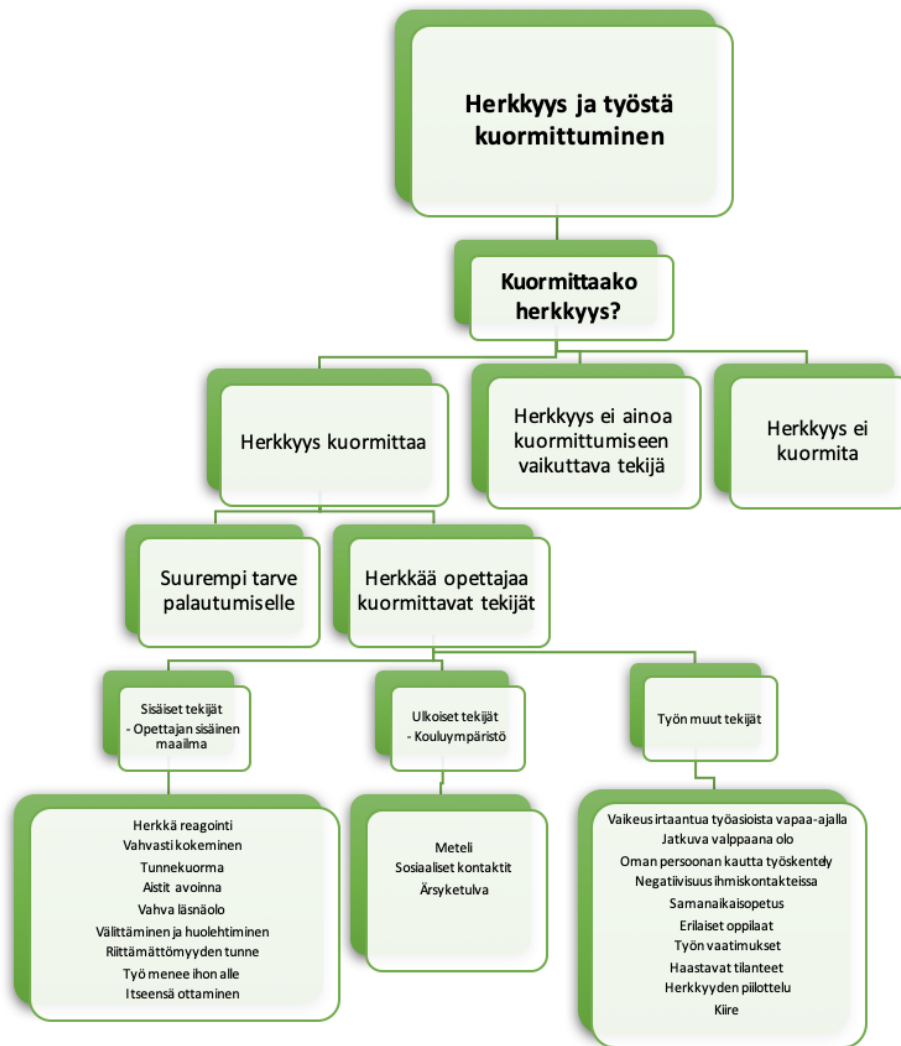 Herkkyys ja työstä
kuormittuminen
Kuormittaako
herkkyys?
Herkkyys kuormittaa
Herkkyys ei ainoa
kuormittumiseen
vaikuttava tekijä
Herkkyys ei
kuormita
Suurempi tarve
palautumiselle
Herkkää opettajaa
kuormittavat tekijät
Sisäiset tekijät
- Opettajan sisäinen
maailma
Ulkoiset tekijät
- Kouluympäristö
Työn muut tekijät
Herkkä reagointi
Vahvasti kokeminen
Tunnekuorma
Aistit avoinna
Vahva läsnäolo
Välittäminen ja huolehtiminen
Riittämättömyyden tunne
Työ menee ihon alle
Itseensä ottaminen
Meteli
Sosiaaliset kontaktit
Ärsyketulva
Vaikeus irtaantua työasioista vapaa-ajalla
Jatkuva valppaana olo
Oman persoonan kautta työskentely
Negatiivisuus ihmiskontakteissa
Samanaikaisopetus
Erilaiset oppilaat
Työn vaatimukset
Haastavat tilanteet
Herkkyyden piilottelu
Kiire